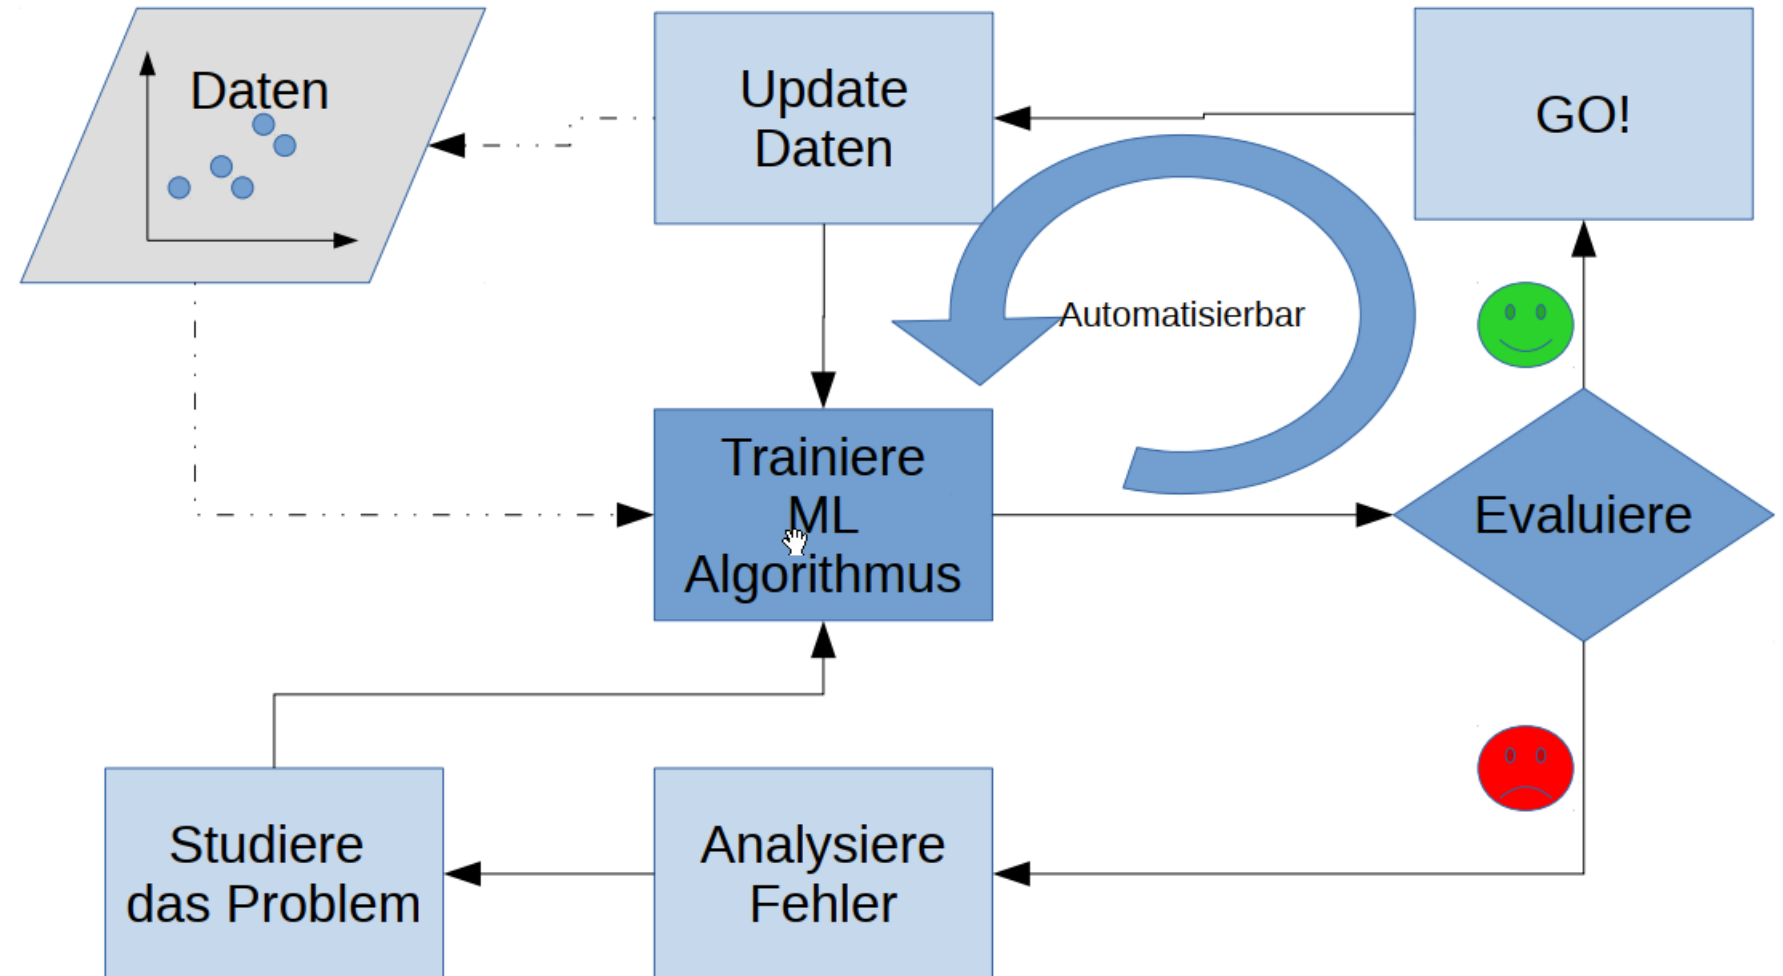 Daten
Update
Daten
GO!
Automatisierbar
Trainiere
ML
Algorithmus
Evaluiere
Studiere
das Problem
Analysiere
Fehler